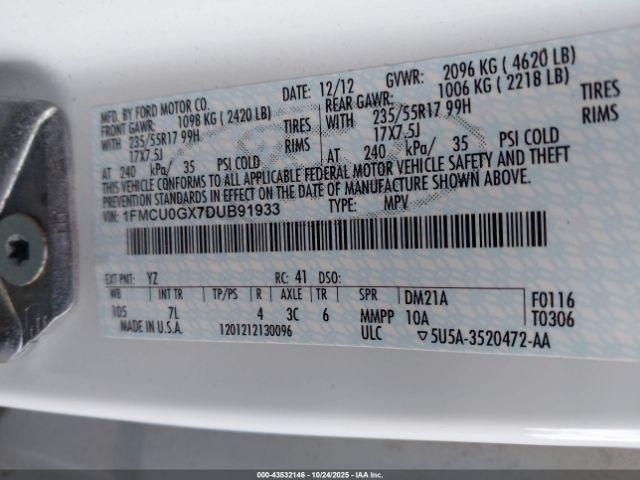 MFD. BY FORD MOTOR CO.
DATE: 12/12 GVWR: 2096 KG ( 4620 LB)
FRONT GAWR: 1098 KG ( 2420 LB)
REAR GAWR: 1006 KG ( 2218 LB)
WITH 235/55R17 99H TIRES
WITH 235/55R17 99H TIRES
17X7.5J RIMS
17X7.5J RIMS
AT 240 kPa/ 35 PSI COLD
AT 240 kPa/ 35 PSI COLD
THIS VEHICLE CONFORMS TO ALL APPLICABLE FEDERAL MOTOR VEHICLE SAFETY AND THEFT
PREVENTION STANDARDS IN EFFECT ON THE DATE OF MANUFACTURE SHOWN ABOVE.
VIN: 1FMCU0GX7DUB91933 TYPE: MPV
EXT PNT: YZ RC: 41 DSO:
WB INT TR TP/PS R AXLE TR SPR DM21A F0116
105 7L 4 3C 6 MMPP 10A T0306
MADE IN U.S.A. 1201212130096 ULC ▽5U5A-3520472-AA
000-43532146 - 10/24/2025 - IAA Inc.